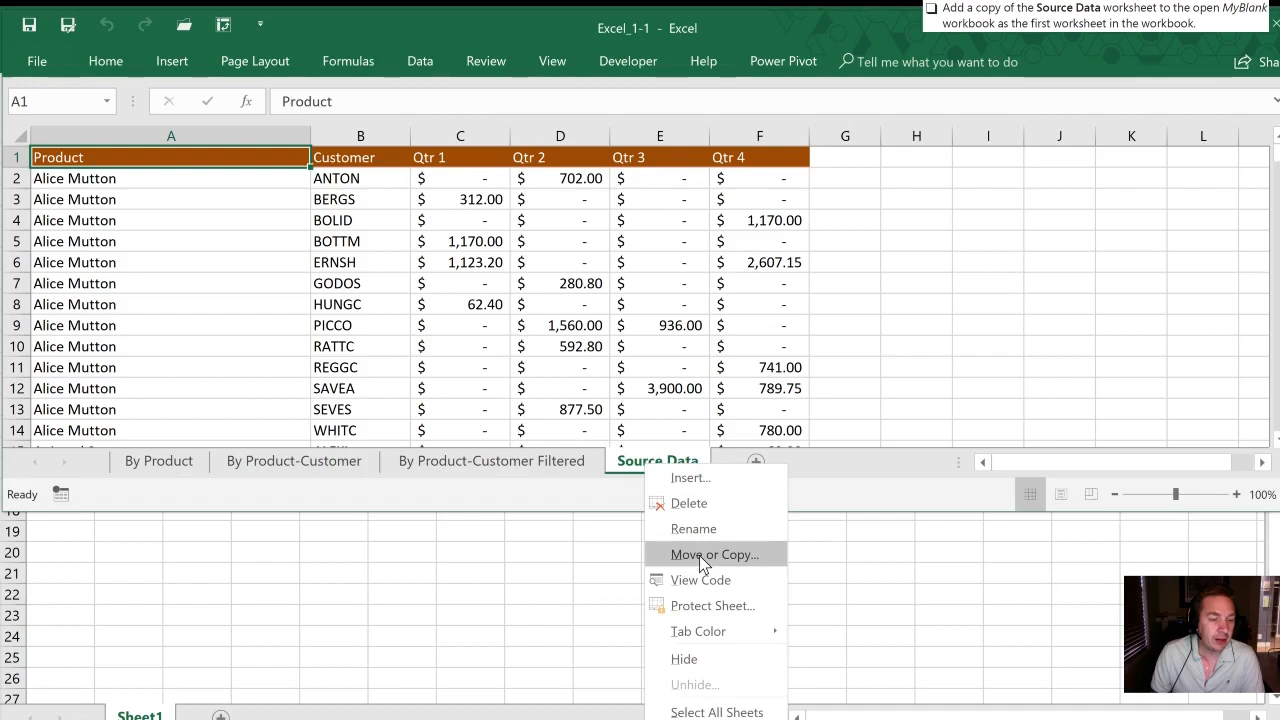 Add a copy of the Source Data worksheet to the open MyBlank
workbook as the first worksheet in the workbook.
Excel_1-1 - Excel
File Home Insert Page Layout Formulas Data Review View Developer Help Power Pivot Tell me what you want to do Sha
A1 fx Product
A B C D E F G H I J K L
1 Product Customer Qtr 1 Qtr 2 Qtr 3 Qtr 4
2 Alice Mutton ANTON $ - $ 702.00 $ - $ -
3 Alice Mutton BERGS $ 312.00 $ - $ - $ -
4 Alice Mutton BOLID $ - $ - $ - $ 1,170.00
5 Alice Mutton BOTTM $ 1,170.00 $ - $ - $ -
6 Alice Mutton ERNSH $ 1,123.20 $ - $ - $ 2,607.15
7 Alice Mutton GODOS $ - $ 280.80 $ - $ -
8 Alice Mutton HUNGC $ 62.40 $ - $ - $ -
9 Alice Mutton PICCO $ - $ 1,560.00 $ 936.00 $ -
10 Alice Mutton RATTC $ - $ 592.80 $ - $ -
11 Alice Mutton REGGC $ - $ - $ - $ 741.00
12 Alice Mutton SAVEA $ - $ - $ 3,900.00 $ 789.75
13 Alice Mutton SEVES $ - $ 877.50 $ - $ -
14 Alice Mutton WHITC $ - $ - $ - $ 780.00
By Product By Product-Customer By Product-Customer Filtered Source Data
Insert...
Ready 100%
Delete
Rename
Move or Copy...
View Code
Protect Sheet...
Tab Color
Hide
Unhide...
Select All Sheets
19
20
21
22
23
24
25
26
27
Sheet1